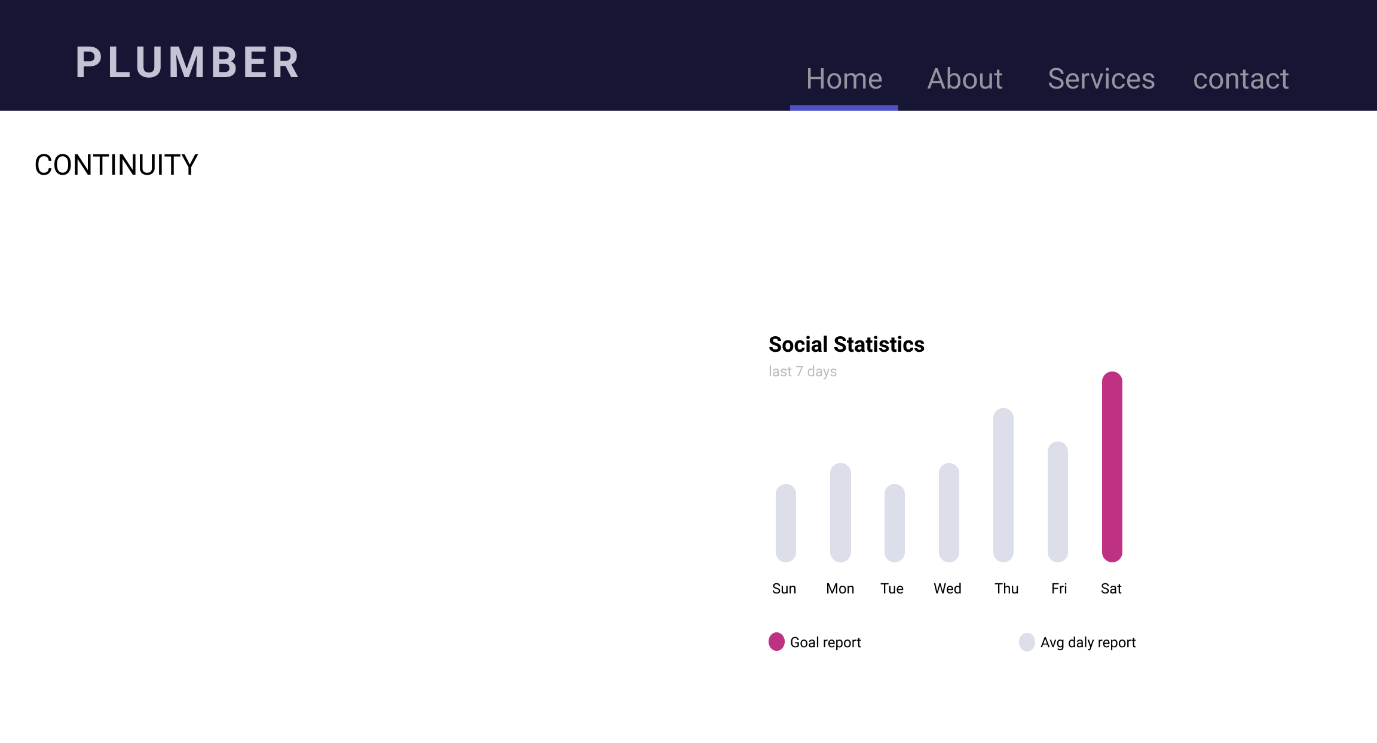 PLUMBER
Home About Services contact
CONTINUITY
Social Statistics
last 7 days
Sun Mon Tue Wed Thu Fri Sat
Goal report Avg daly report